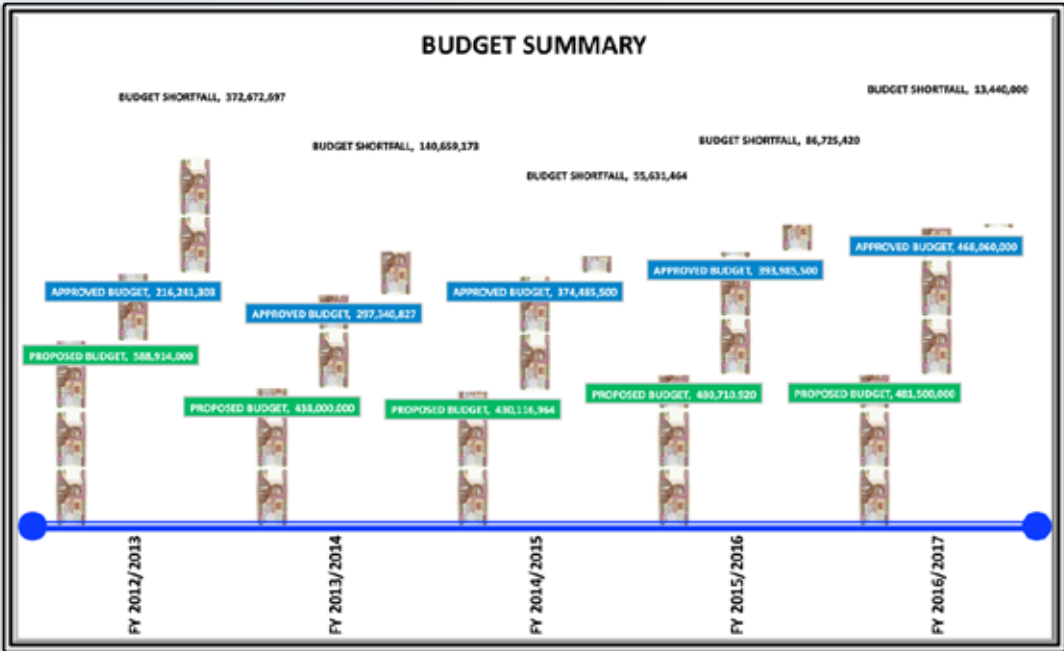 BUDGET SUMMARY
BUDGET SHORTFALL, 372,672,697
APPROVED BUDGET, 216,241,303
PROPOSED BUDGET, 588,914,000
FY 2012/2013
BUDGET SHORTFALL, 140,659,173
APPROVED BUDGET, 297,340,827
PROPOSED BUDGET, 438,000,000
FY 2013/2014
BUDGET SHORTFALL, 55,631,464
APPROVED BUDGET, 374,485,500
PROPOSED BUDGET, 430,116,964
FY 2014/2015
BUDGET SHORTFALL, 86,725,420
APPROVED BUDGET, 393,985,500
PROPOSED BUDGET, 480,710,920
FY 2015/2016
BUDGET SHORTFALL, 13,440,000
APPROVED BUDGET, 468,060,000
PROPOSED BUDGET, 481,500,000
FY 2016/2017